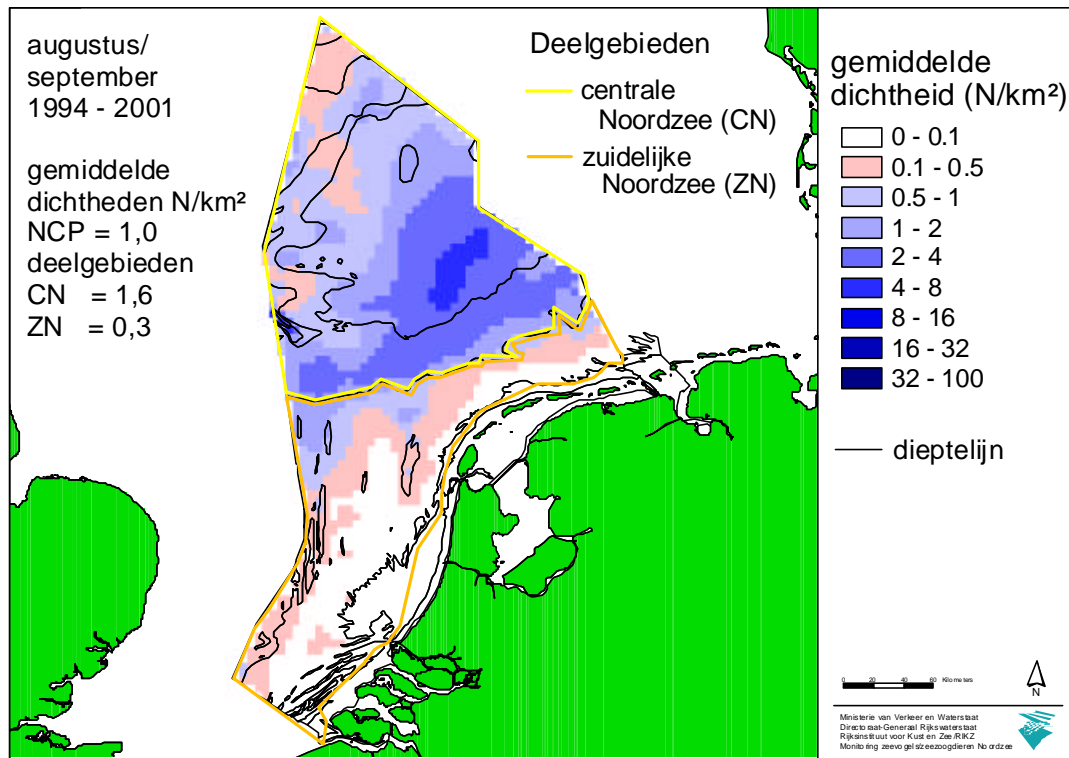 augustus/
september
1994 - 2001
gemiddelde
dichtheden N/km²
NCP = 1,0
deelgebieden
CN = 1,6
ZN = 0,3
Deelgebieden
centrale
Noordzee (CN)
zuidelijke
Noordzee (ZN)
gemiddelde
dichtheid (N/km²)
0 - 0.1
0.1 - 0.5
0.5 - 1
1 - 2
2 - 4
4 - 8
8 - 16
16 - 32
32 - 100
dieptelijn
0 20 40 60 Kilometers
N
Ministerie van Verkeer en Waterstaat
Directoraat-Generaal Rijkswaterstaat
Rijksinstituut voor Kust en Zee/RIKZ
Monitoring zeevogels/zeezoogdieren Noordzee